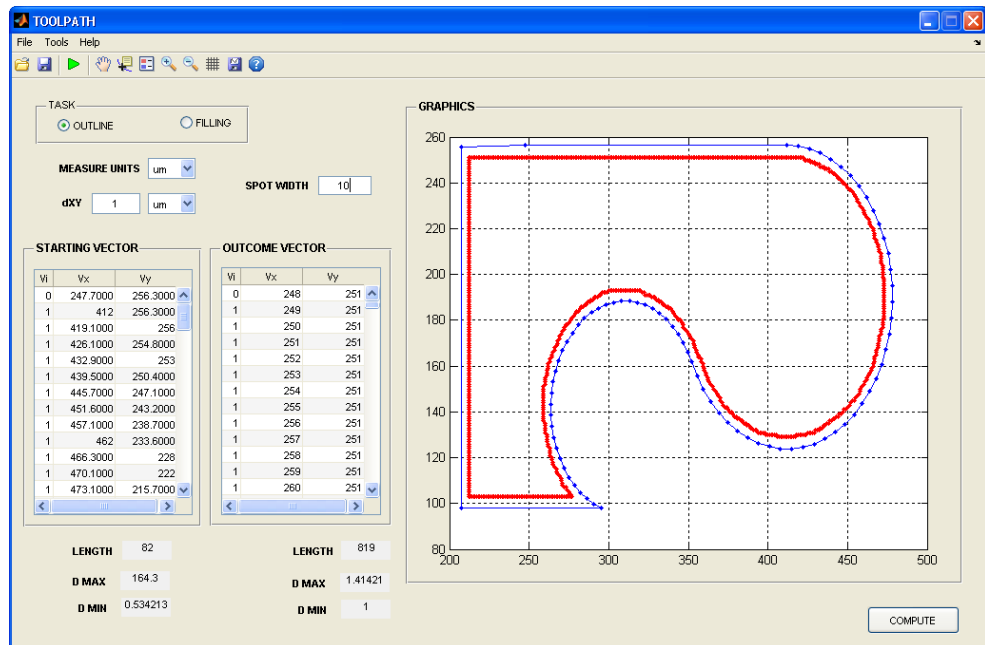 TOOLPATH
File Tools Help
TASK
OUTLINE FILLING
MEASURE UNITS um
SPOT WIDTH 10
dXY 1 um
STARTING VECTOR
Vi Vx Vy
0 247.7000 256.3000
1 412 256.3000
1 419.1000 256
1 426.1000 254.8000
1 432.9000 253
1 439.5000 250.4000
1 445.7000 247.1000
1 451.6000 243.2000
1 457.1000 238.7000
1 462 233.6000
1 466.3000 228
1 470.1000 222
1 473.1000 215.7000
LENGTH 82
D MAX 164.3
D MIN 0.534213
OUTCOME VECTOR
Vi Vx Vy
0 248 251
1 249 251
1 250 251
1 251 251
1 252 251
1 253 251
1 254 251
1 255 251
1 256 251
1 257 251
1 258 251
1 259 251
1 260 251
LENGTH 819
D MAX 1.41421
D MIN 1
GRAPHICS
260
240
220
200
180
160
140
120
100
80
200 250 300 350 400 450 500
COMPUTE